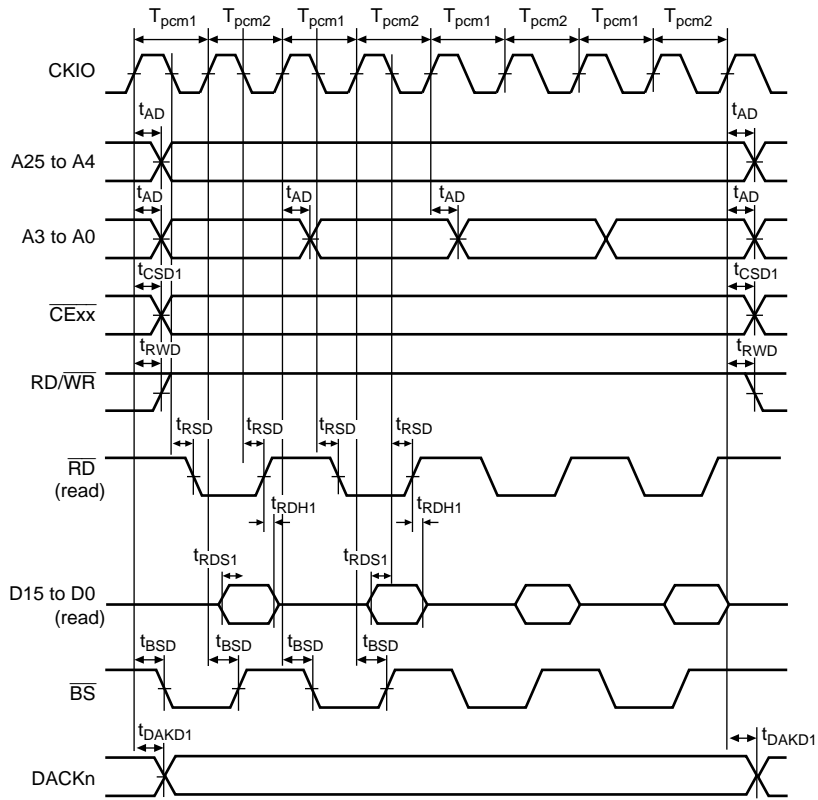 Tpcm1 Tpcm2 Tpcm1 Tpcm2 Tpcm1 Tpcm2 Tpcm1 Tpcm2
CKIO
tAD tAD
A25 to A4
tAD tAD tAD tAD
A3 to A0
tCSD1 tCSD1
CExx
tRWD tRWD
RD/WR
tRSD tRSD tRSD tRSD
RD
(read)
tRDH1 tRDH1
tRDS1 tRDS1
D15 to D0
(read)
tBSD tBSD tBSD tBSD
BS
tDAKD1 tDAKD1
DACKn